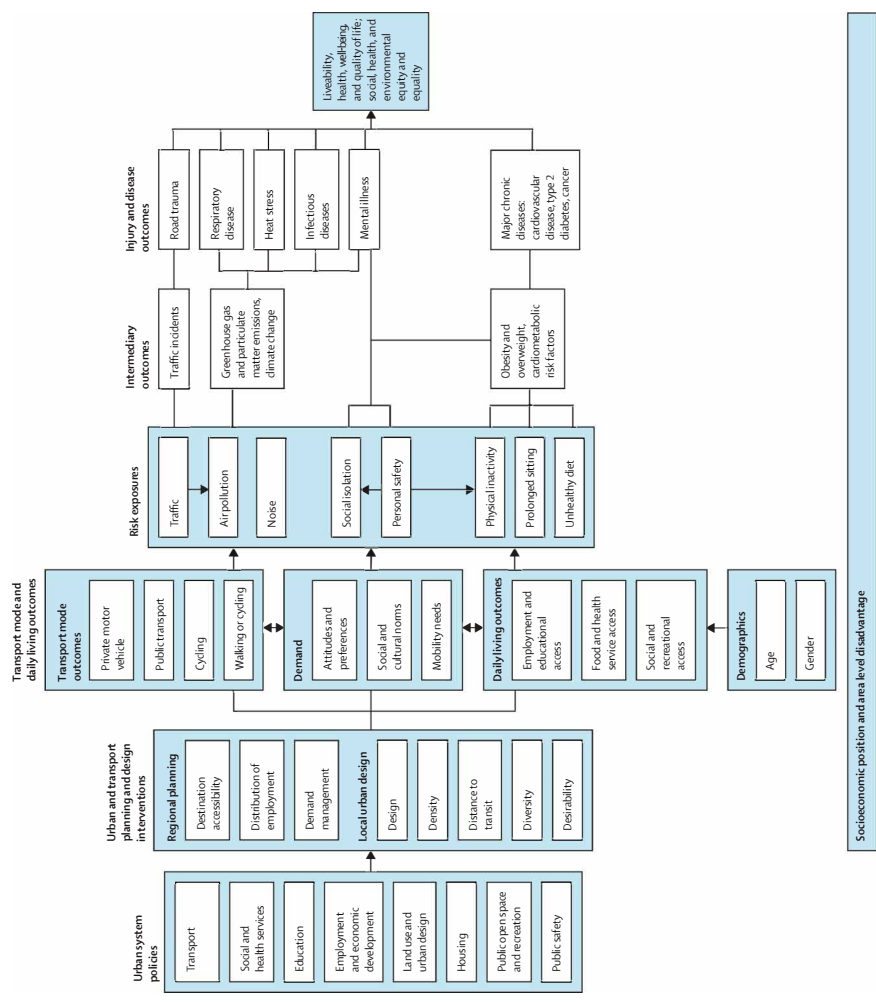 Urban system
policies
Transport
Social and
health services
Education
Employment
and economic
development
Land use and
urban design
Housing
Public open space
and recreation
Public safety
Urban and transport
planning and design
interventions
Regional planning
Destination
accessibility
Distribution of
employment
Demand
management
Local urban design
Design
Density
Distance to
transit
Diversity
Desirability
Transport mode and
daily living outcomes
Transport mode
outcomes
Private motor
vehicle
Public transport
Cycling
Walking or cycling
Demand
Attitudes and
preferences
Social and
cultural norms
Mobility needs
Daily living outcomes
Employment and
educational
access
Food and health
service access
Social and
recreational
access
Demographics
Age
Gender
Risk exposures
Traffic
Air pollution
Noise
Social isolation
Personal safety
Physical inactivity
Prolonged sitting
Unhealthy diet
Intermediary
outcomes
Traffic incidents
Greenhouse gas
and particulate
matter emissions,
climate change
Obesity and
overweight,
cardiometabolic
risk factors
Injury and disease
outcomes
Road trauma
Respiratory
disease
Heat stress
Infectious
diseases
Mental illness
Major chronic
diseases:
cardiovascular
disease, type 2
diabetes, cancer
Liveability,
health, well-being,
and quality of life;
social, health, and
environmental
equity and
equality
Socioeconomic position and area level disadvantage